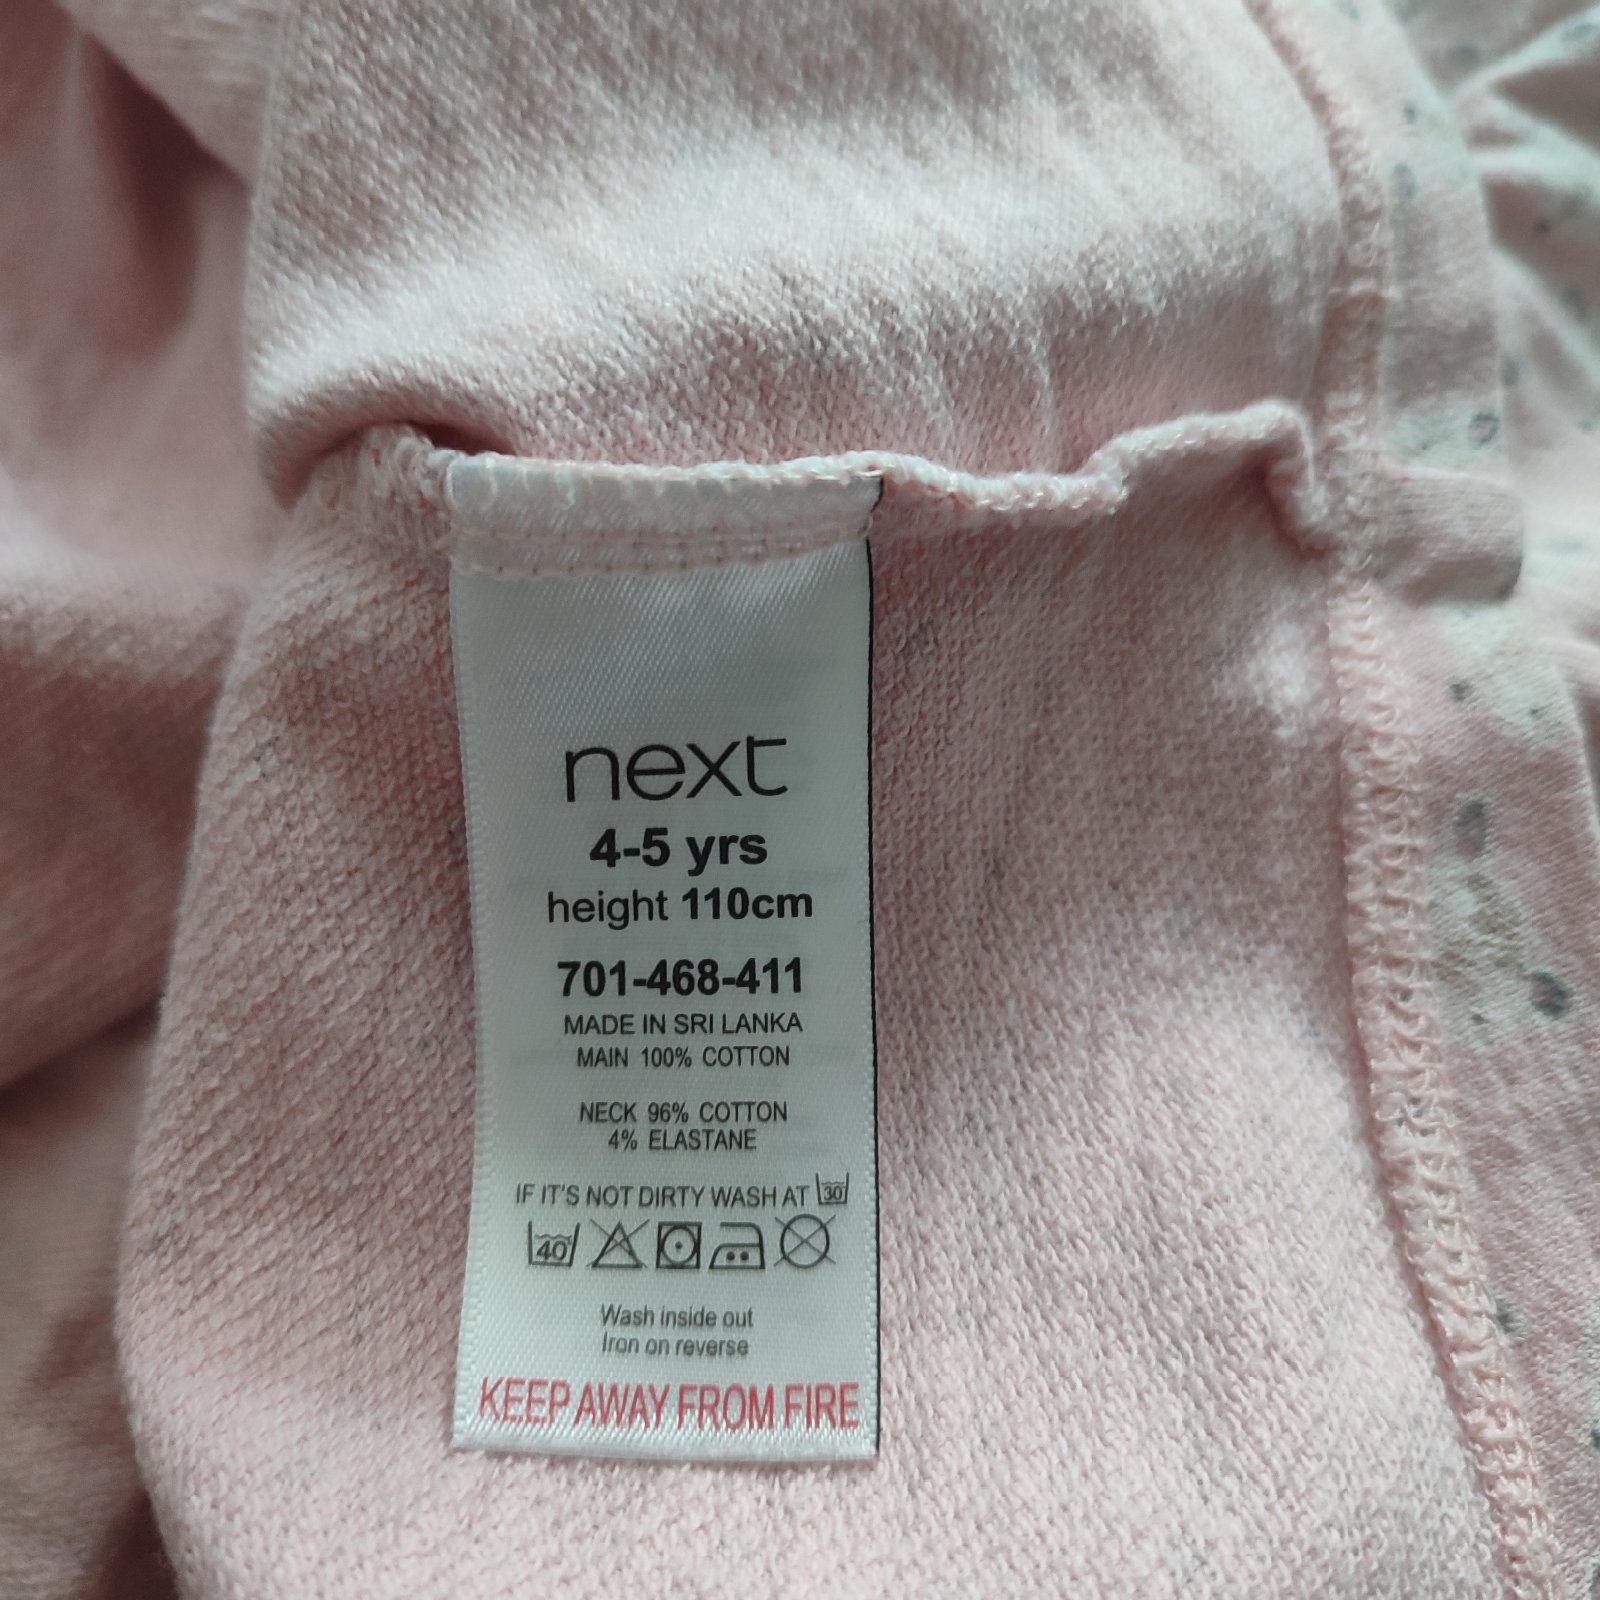 next
4-5 yrs
height 110cm
701-468-411
MADE IN SRI LANKA
MAIN 100% COTTON
NECK 96% COTTON
4% ELASTANE
IF IT'S NOT DIRTY WASH AT 30
40
Wash inside out
Iron on reverse
KEEP AWAY FROM FIRE